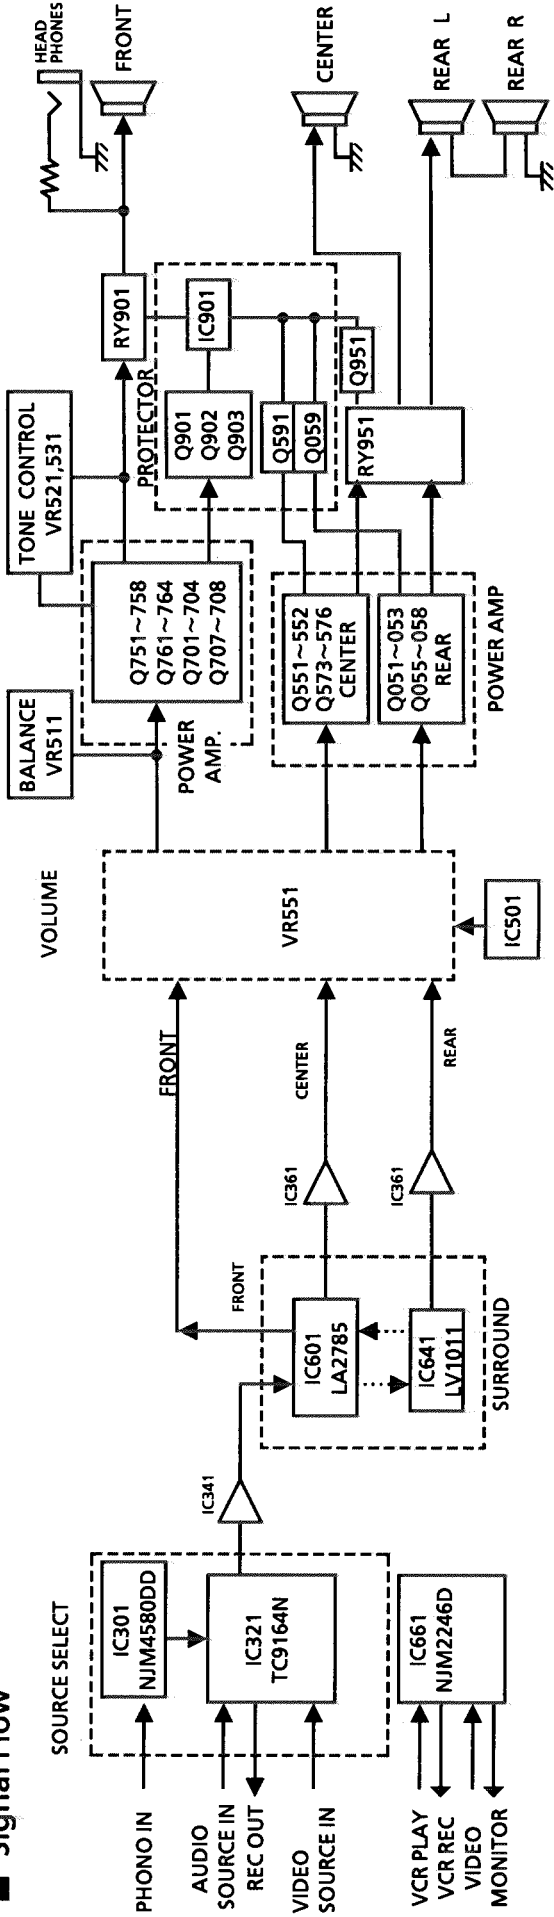 ■ Signal Flow
SOURCE SELECT
PHONO IN
AUDIO
SOURCE IN
REC OUT
VIDEO
SOURCE IN
IC301
NJM4580DD
IC321
TC9164N
VCR PLAY
VCR REC
VIDEO
MONITOR
IC661
NJM2246D
IC341
FRONT
IC601
LA2785
IC641
LV1011
SURROUND
IC361
IC361
FRONT
CENTER
REAR
VOLUME
VR551
IC501
BALANCE
VR511
POWER
AMP.
Q751~758
Q761~764
Q701~704
Q707~708
TONE CONTROL
VR521,531
Q551~552
Q573~576
CENTER
Q051~053
Q055~058
REAR
POWER AMP
PROTECTOR
Q901
Q902
Q903
IC901
Q591
Q059
RY901
Q951
RY951
HEAD
PHONES
FRONT
CENTER
REAR L
REAR R